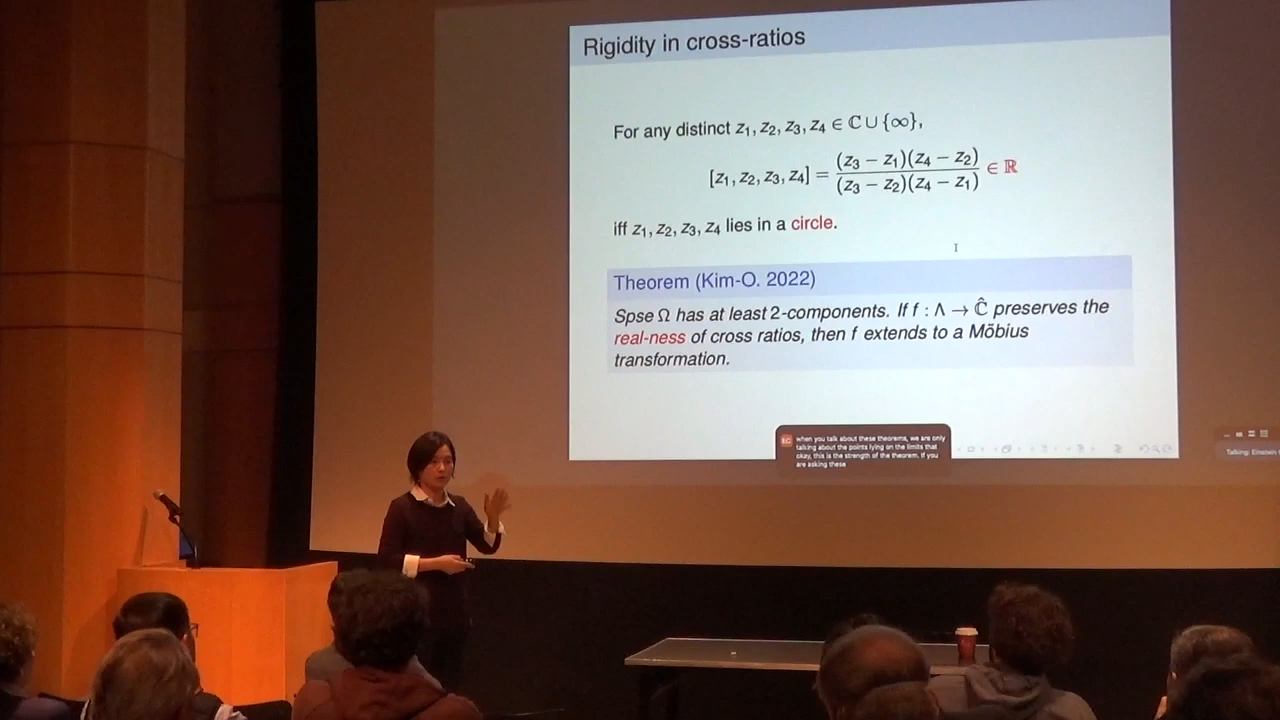 Rigidity in cross-ratios
For any distinct z₁, z₂, z₃, z₄ ∈ ℂ ∪ {∞},
[z₁, z₂, z₃, z₄] = (z₃ − z₁)(z₄ − z₂) / (z₃ − z₂)(z₄ − z₁) ∈ ℝ
iff z₁, z₂, z₃, z₄ lies in a circle.
Theorem (Kim-O. 2022)
Spse Ω has at least 2-components. If f : Λ → Ĉ preserves the
real-ness of cross ratios, then f extends to a Möbius
transformation.
when you talk about these theorems, we are only
talking about the points lying on the limits that
okay, this is the strength of the theorem. If you
are asking these
Talking: Einstein